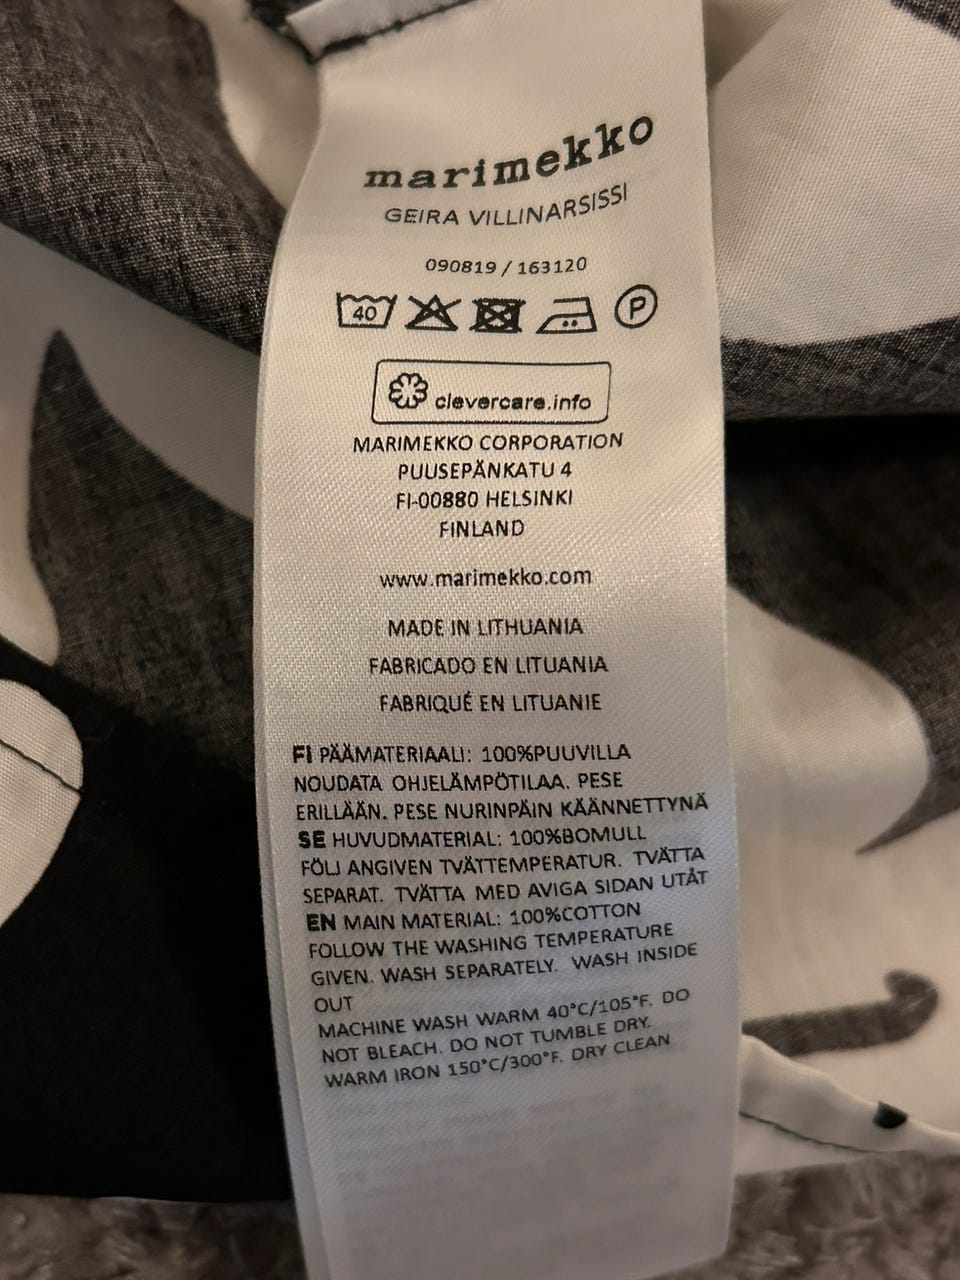 marimekko
GEIRA VILLINARSISSI
090819 / 163120
40 P
clevercare.info
MARIMEKKO CORPORATION
PUUSEPÄNKATU 4
FI-00880 HELSINKI
FINLAND
www.marimekko.com
MADE IN LITHUANIA
FABRICADO EN LITUANIA
FABRIQUÉ EN LITUANIE
FI PÄÄMATERIAALI: 100%PUUVILLA
NOUDATA OHJELÄMPÖTILAA. PESE
ERILLÄÄN. PESE NURINPÄIN KÄÄNNETTYNÄ
SE HUVUDMATERIAL: 100%BOMULL
FÖLJ ANGIVEN TVÄTTEMPERATUR. TVÄTTA
SEPARAT. TVÄTTA MED AVIGA SIDAN UTÅT
EN MAIN MATERIAL: 100%COTTON
FOLLOW THE WASHING TEMPERATURE
GIVEN. WASH SEPARATELY. WASH INSIDE
OUT
MACHINE WASH WARM 40°C/105°F. DO
NOT BLEACH. DO NOT TUMBLE DRY.
WARM IRON 150°C/300°F. DRY CLEAN